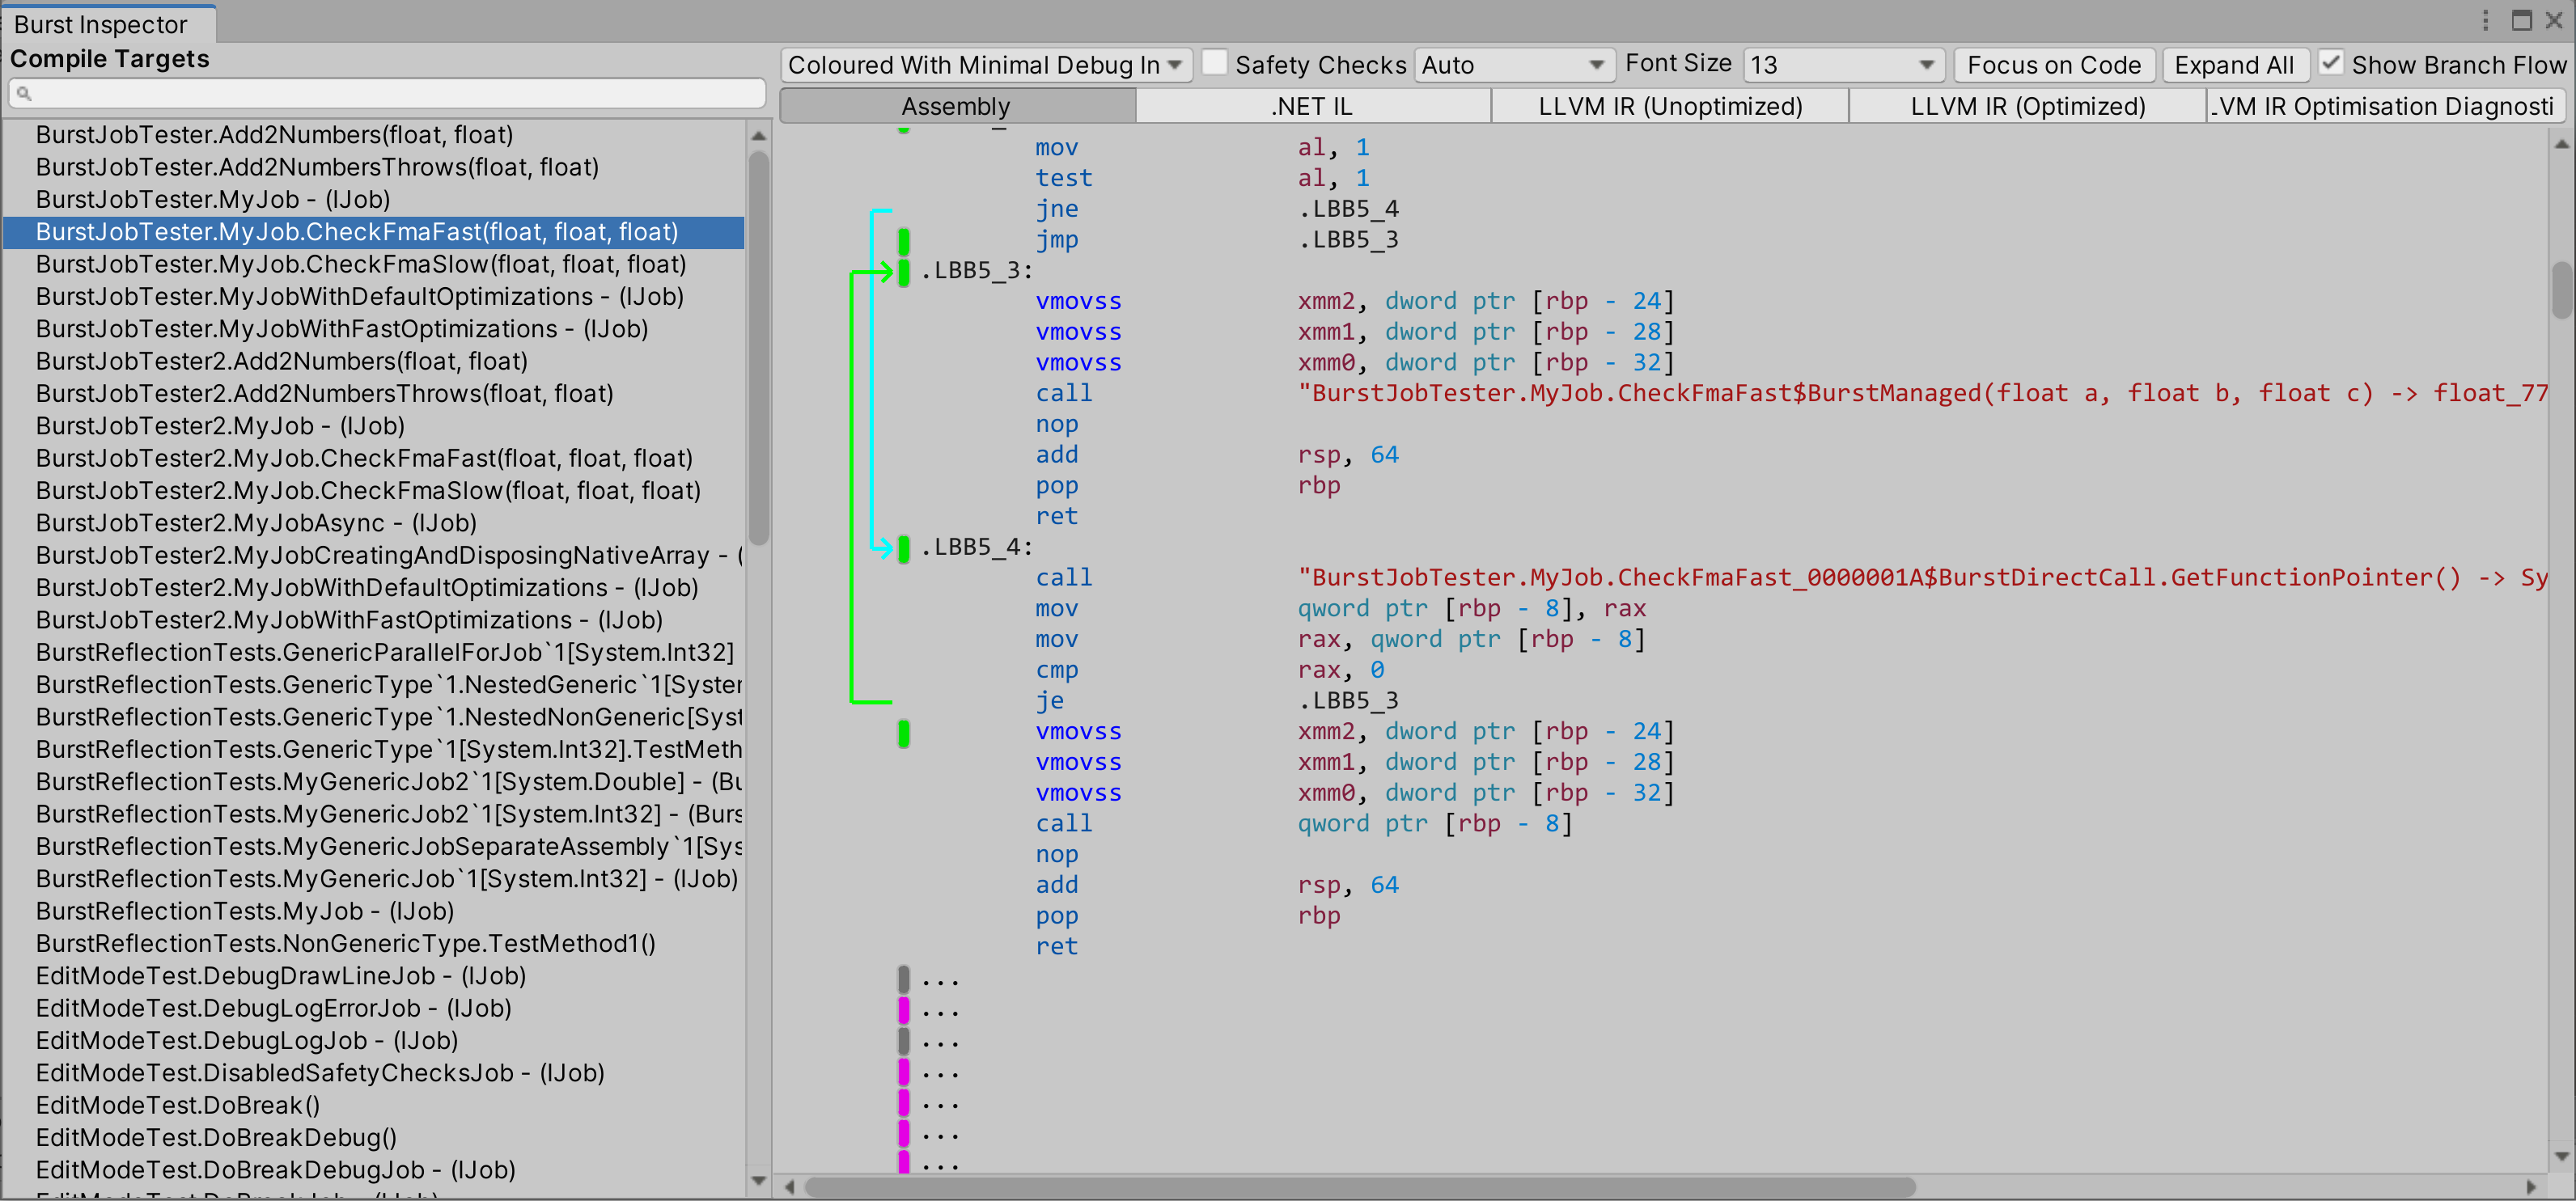 Burst Inspector
Compile Targets
Coloured With Minimal Debug In
Safety Checks
Auto
Font Size
13
Focus on Code
Expand All
Show Branch Flow
Assembly
.NET IL
LLVM IR (Unoptimized)
LLVM IR (Optimized)
VM IR Optimisation Diagnosti
BurstJobTester.Add2Numbers(float, float)
BurstJobTester.Add2NumbersThrows(float, float)
BurstJobTester.MyJob - (IJob)
BurstJobTester.MyJob.CheckFmaFast(float, float, float)
BurstJobTester.MyJob.CheckFmaSlow(float, float, float)
BurstJobTester.MyJobWithDefaultOptimizations - (IJob)
BurstJobTester.MyJobWithFastOptimizations - (IJob)
BurstJobTester2.Add2Numbers(float, float)
BurstJobTester2.Add2NumbersThrows(float, float)
BurstJobTester2.MyJob - (IJob)
BurstJobTester2.MyJob.CheckFmaFast(float, float, float)
BurstJobTester2.MyJob.CheckFmaSlow(float, float, float)
BurstJobTester2.MyJobAsync - (IJob)
BurstJobTester2.MyJobCreatingAndDisposingNativeArray - (
BurstJobTester2.MyJobWithDefaultOptimizations - (IJob)
BurstJobTester2.MyJobWithFastOptimizations - (IJob)
BurstReflectionTests.GenericParallelForJob`1[System.Int32]
BurstReflectionTests.GenericType`1.NestedGeneric`1[System
BurstReflectionTests.GenericType`1.NestedNonGeneric[Syst
BurstReflectionTests.GenericType`1[System.Int32].TestMeth
BurstReflectionTests.MyGenericJob2`1[System.Double] - (Bu
BurstReflectionTests.MyGenericJob2`1[System.Int32] - (Burs
BurstReflectionTests.MyGenericJobSeparateAssembly`1[Sys
BurstReflectionTests.MyGenericJob`1[System.Int32] - (IJob)
BurstReflectionTests.MyJob - (IJob)
BurstReflectionTests.NonGenericType.TestMethod1()
EditModeTest.DebugDrawLineJob - (IJob)
EditModeTest.DebugLogErrorJob - (IJob)
EditModeTest.DebugLogJob - (IJob)
EditModeTest.DisabledSafetyChecksJob - (IJob)
EditModeTest.DoBreak()
EditModeTest.DoBreakDebug()
EditModeTest.DoBreakDebugJob - (IJob)
mov al, 1
test al, 1
jne .LBB5_4
jmp .LBB5_3
.LBB5_3:
vmovss xmm2, dword ptr [rbp - 24]
vmovss xmm1, dword ptr [rbp - 28]
vmovss xmm0, dword ptr [rbp - 32]
call "BurstJobTester.MyJob.CheckFmaFast$BurstManaged(float a, float b, float c) -> float_77
nop
add rsp, 64
pop rbp
ret
.LBB5_4:
call "BurstJobTester.MyJob.CheckFmaFast_0000001A$BurstDirectCall.GetFunctionPointer() -> Sy
mov qword ptr [rbp - 8], rax
mov rax, qword ptr [rbp - 8]
cmp rax, 0
je .LBB5_3
vmovss xmm2, dword ptr [rbp - 24]
vmovss xmm1, dword ptr [rbp - 28]
vmovss xmm0, dword ptr [rbp - 32]
call qword ptr [rbp - 8]
nop
add rsp, 64
pop rbp
ret
...
...
...
...
...
...
...